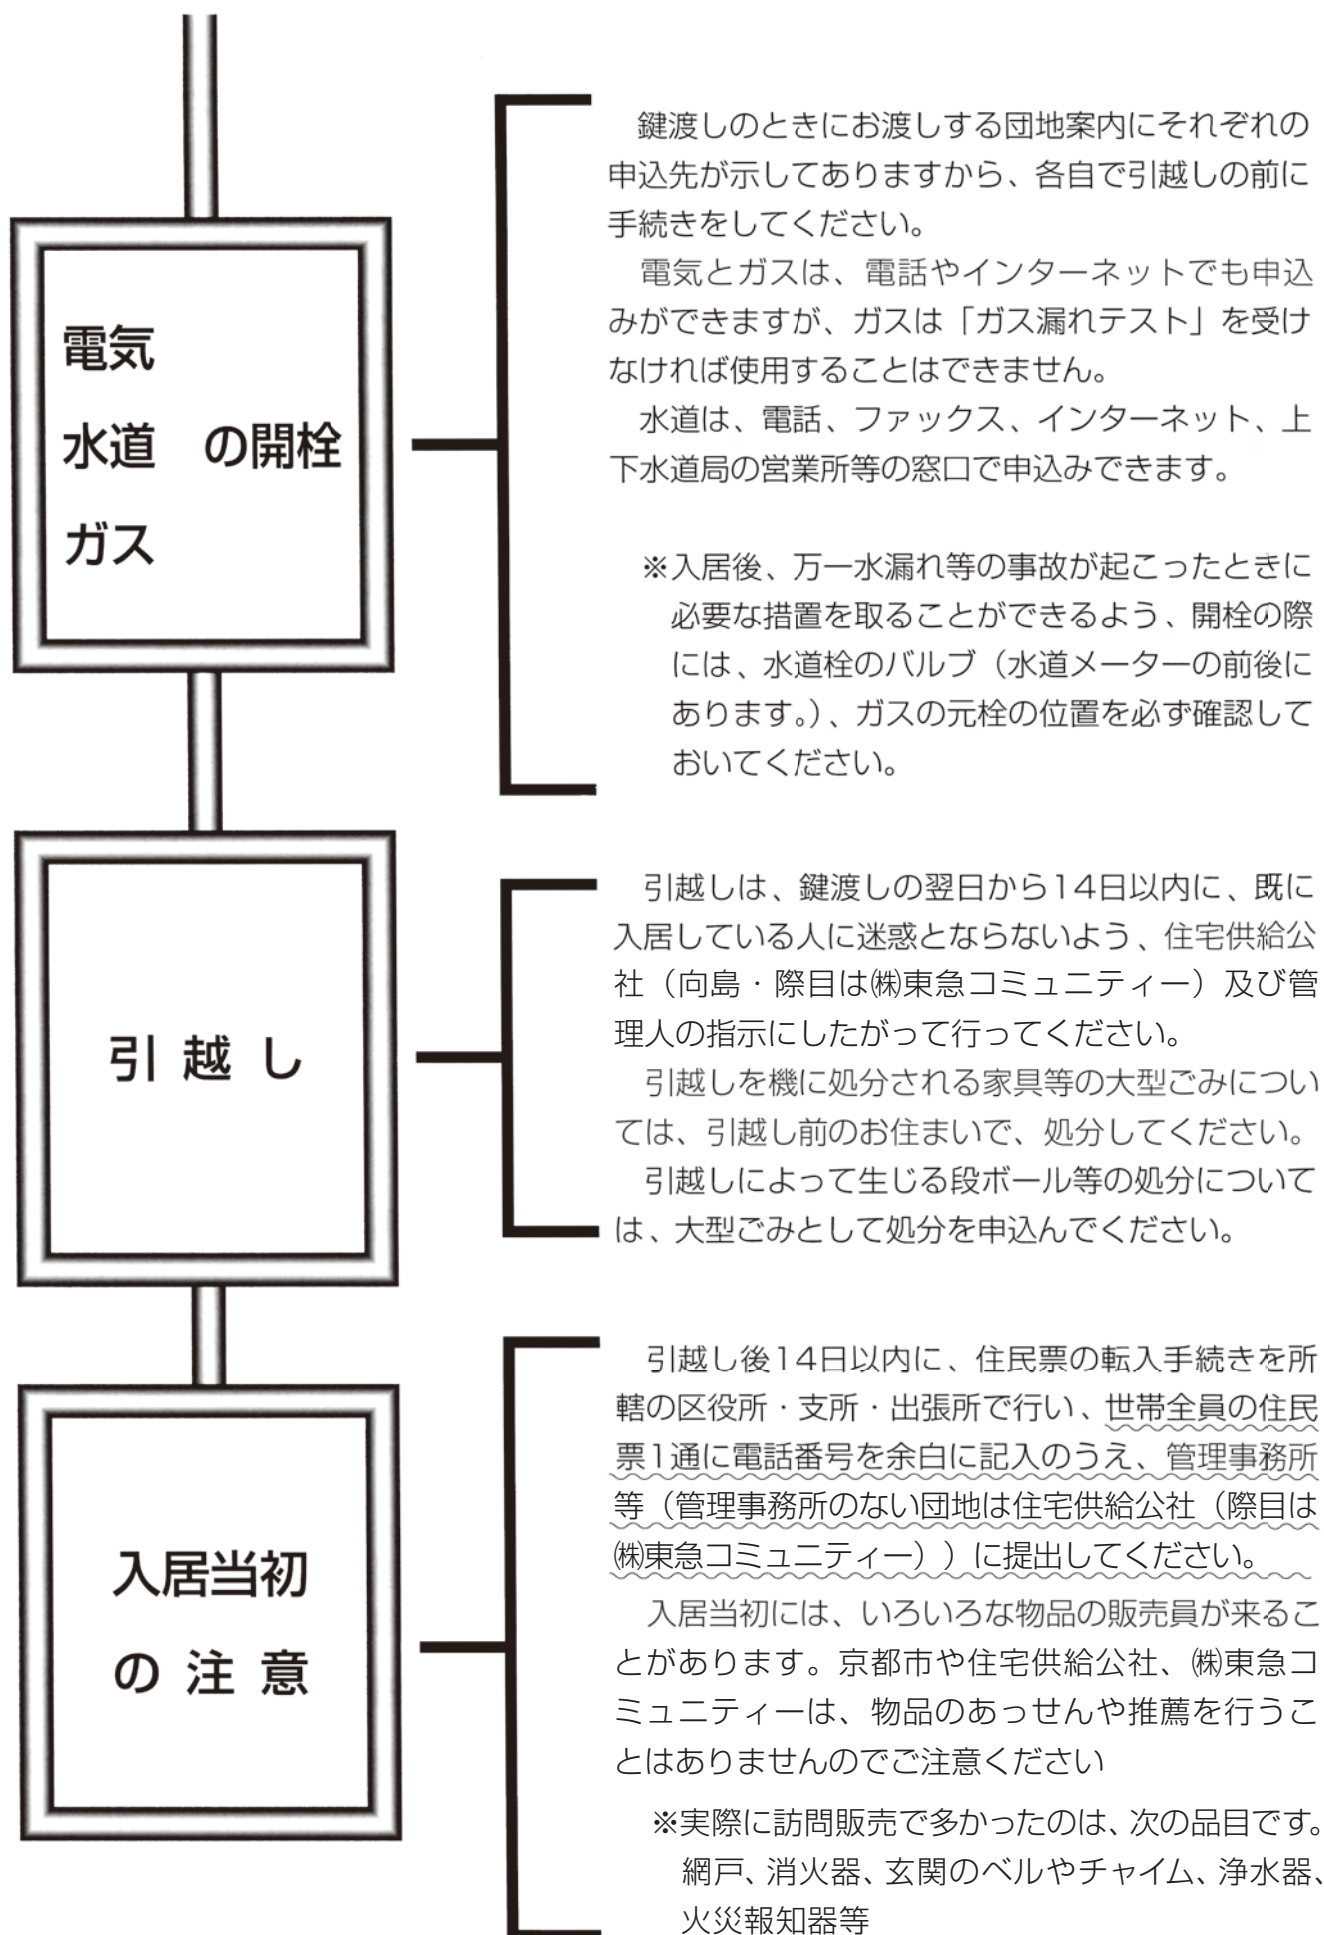 電気
水道　の開栓
ガス
　鍵渡しのときにお渡しする団地案内にそれぞれの
申込先が示してありますから、各自で引越しの前に
手続きをしてください。
　電気とガスは、電話やインターネットでも申込
みができますが、ガスは「ガス漏れテスト」を受け
なければ使用することはできません。
　水道は、電話、ファックス、インターネット、上
下水道局の営業所等の窓口で申込みできます。
※入居後、万一水漏れ等の事故が起こったときに
必要な措置を取ることができるよう、開栓の際
には、水道栓のバルブ（水道メーターの前後に
あります。）、ガスの元栓の位置を必ず確認して
おいてください。
引 越 し
　引越しは、鍵渡しの翌日から14日以内に、既に
入居している人に迷惑とならないよう、住宅供給公
社（向島・際目は㈱東急コミュニティー）及び管
理人の指示にしたがって行ってください。
　引越しを機に処分される家具等の大型ごみについ
ては、引越し前のお住まいで、処分してください。
　引越しによって生じる段ボール等の処分について
は、大型ごみとして処分を申込んでください。
入居当初
の 注 意
　引越し後14日以内に、住民票の転入手続きを所
轄の区役所・支所・出張所で行い、世帯全員の住民
票1通に電話番号を余白に記入のうえ、管理事務所
等（管理事務所のない団地は住宅供給公社（際目は
㈱東急コミュニティー））に提出してください。
　入居当初には、いろいろな物品の販売員が来るこ
とがあります。京都市や住宅供給公社、㈱東急コ
ミュニティーは、物品のあっせんや推薦を行うこ
とはありませんのでご注意ください
※実際に訪問販売で多かったのは、次の品目です。
網戸、消火器、玄関のベルやチャイム、浄水器、
火災報知器等